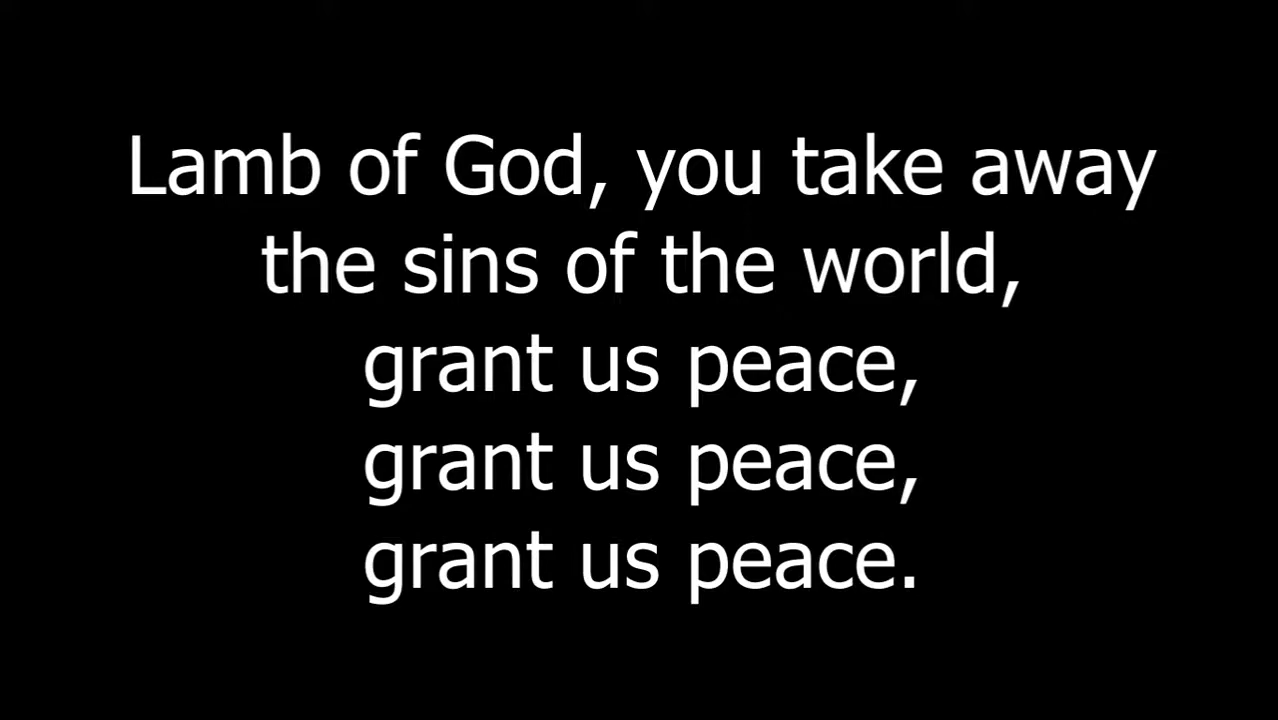 Lamb of God, you take away
the sins of the world,
grant us peace,
grant us peace,
grant us peace.